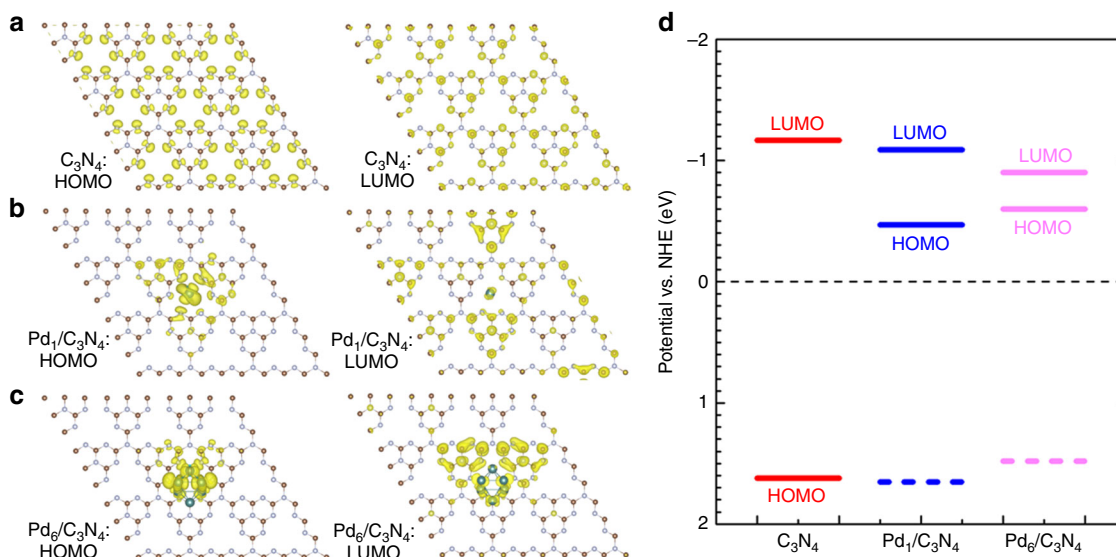 a
C₃N₄:
HOMO
C₃N₄:
LUMO
b
Pd₁/C₃N₄:
HOMO
Pd₁/C₃N₄:
LUMO
c
Pd₆/C₃N₄:
HOMO
Pd₆/C₃N₄:
LUMO
d
Potential vs. NHE (eV)
–2
–1
0
1
2
LUMO
HOMO
LUMO
HOMO
LUMO
HOMO
C₃N₄
Pd₁/C₃N₄
Pd₆/C₃N₄